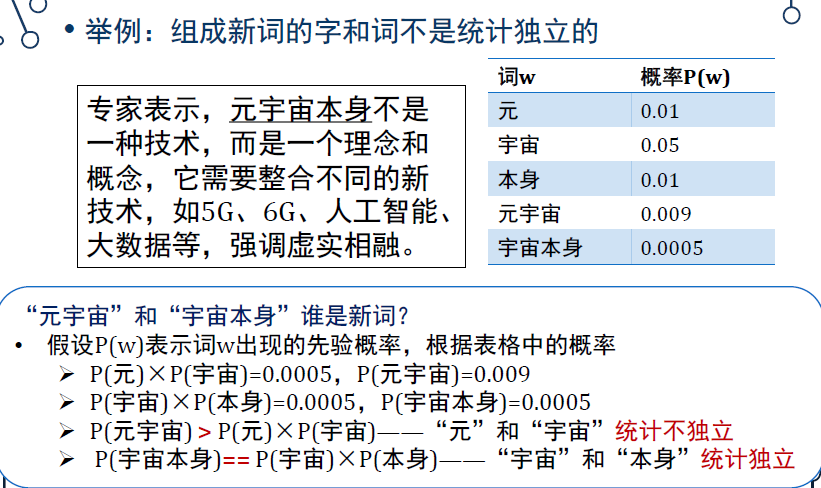 • 举例：组成新词的字和词不是统计独立的
专家表示，元宇宙本身不是
一种技术，而是一个理念和
概念，它需要整合不同的新
技术，如5G、6G、人工智能、
大数据等，强调虚实相融。
词w 概率P(w)
元 0.01
宇宙 0.05
本身 0.01
元宇宙 0.009
宇宙本身 0.0005
“元宇宙”和“宇宙本身”谁是新词？
• 假设P(w)表示词w出现的先验概率，根据表格中的概率
➢ P(元)×P(宇宙)=0.0005，P(元宇宙)=0.009
➢ P(宇宙)×P(本身)=0.0005，P(宇宙本身)=0.0005
➢ P(元宇宙) > P(元)×P(宇宙)——“元”和“宇宙”统计不独立
➢ P(宇宙本身)== P(宇宙)×P(本身)——“宇宙”和“本身”统计独立